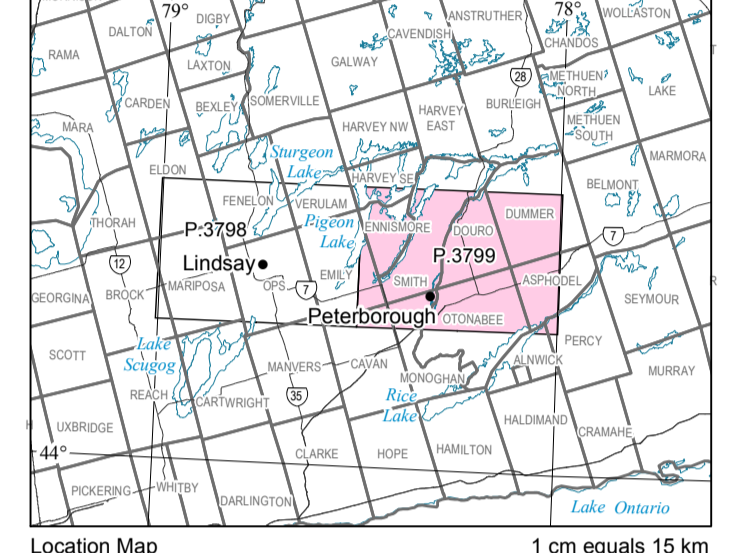 79°
78°
DIGBY
DALTON
ANSTRUTHER
WOLLASTON
CAVENDISH
CHANDOS
RAMA
LAXTON
GALWAY
28
METHUEN
NORTH
LAKE
CARDEN
BEXLEY
SOMERVILLE
HARVEY
EAST
BURLEIGH
METHUEN
SOUTH
MARA
HARVEY NW
Sturgeon
Lake
MARMORA
ELDON
HARVEY SE
BELMONT
FENELON
VERULAM
DUMMER
THORAH
P.3798
Pigeon
Lake
ENNISMORE
DOURO
7
Lindsay
P.3799
12
EMILY
SMITH
ASPHODEL
GEORGINA
BROCK
MARIPOSA
OPS
7
SEYMOUR
Peterborough
OTONABEE
Lake
Scugog
PERCY
SCOTT
MANVERS
CAVAN
ALNWICK
MURRAY
MONOGHAN
REACH
CARTWRIGHT
35
Rice
Lake
UXBRIDGE
HALDIMAND
CRAMAHE
44°
CLARKE
HOPE
HAMILTON
PICKERING
WHITBY
DARLINGTON
Lake Ontario
Location Map
1 cm equals 15 km